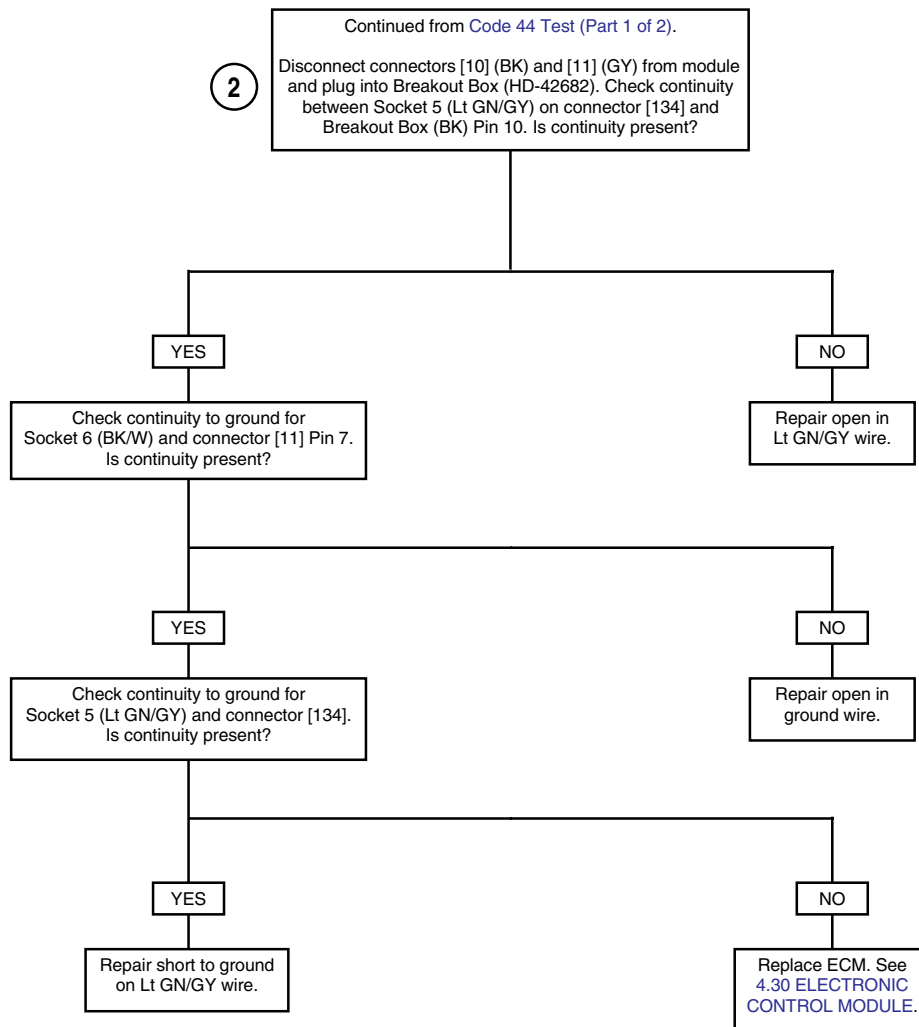 Continued from Code 44 Test (Part 1 of 2).
2
Disconnect connectors [10] (BK) and [11] (GY) from module
and plug into Breakout Box (HD-42682). Check continuity
between Socket 5 (Lt GN/GY) on connector [134] and
Breakout Box (BK) Pin 10. Is continuity present?
YES
NO
Check continuity to ground for
Socket 6 (BK/W) and connector [11] Pin 7.
Is continuity present?
Repair open in
Lt GN/GY wire.
YES
NO
Check continuity to ground for
Socket 5 (Lt GN/GY) and connector [134].
Is continuity present?
Repair open in
ground wire.
YES
NO
Repair short to ground
on Lt GN/GY wire.
Replace ECM. See
4.30 ELECTRONIC
CONTROL MODULE.